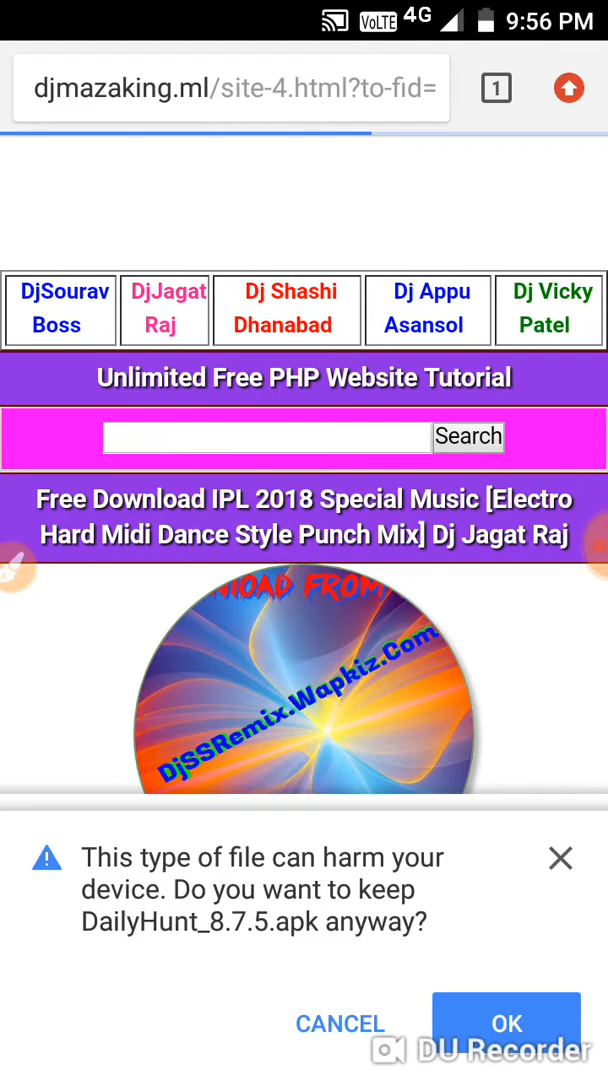 VoLTE 4G 9:56 PM
djmazaking.ml/site-4.html?to-fid= 1
DjSourav Boss
DjJagat Raj
Dj Shashi Dhanabad
Dj Appu Asansol
Dj Vicky Patel
Unlimited Free PHP Website Tutorial
Search
Free Download IPL 2018 Special Music [Electro
Hard Midi Dance Style Punch Mix] Dj Jagat Raj
NLOAD FROM
DjSSRemix.Wapkiz.Com
This type of file can harm your
device. Do you want to keep
DailyHunt_8.7.5.apk anyway?
CANCEL OK
DU Recorder